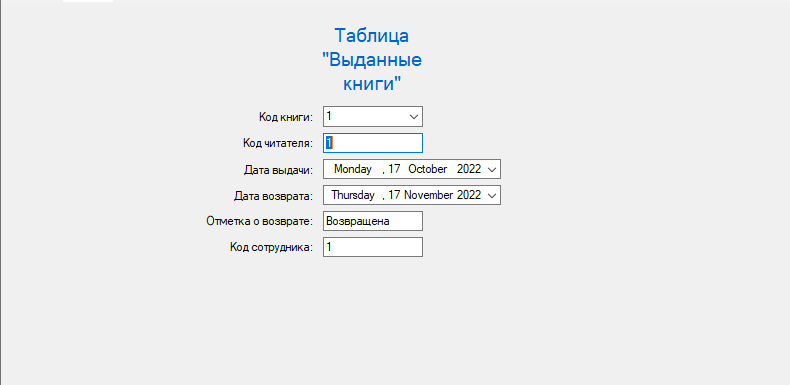 Таблица
"Выданные
книги"
Код книги: 1
Код читателя: 1
Дата выдачи: Monday , 17 October 2022
Дата возврата: Thursday , 17 November 2022
Отметка о возврате: Возвращена
Код сотрудника: 1